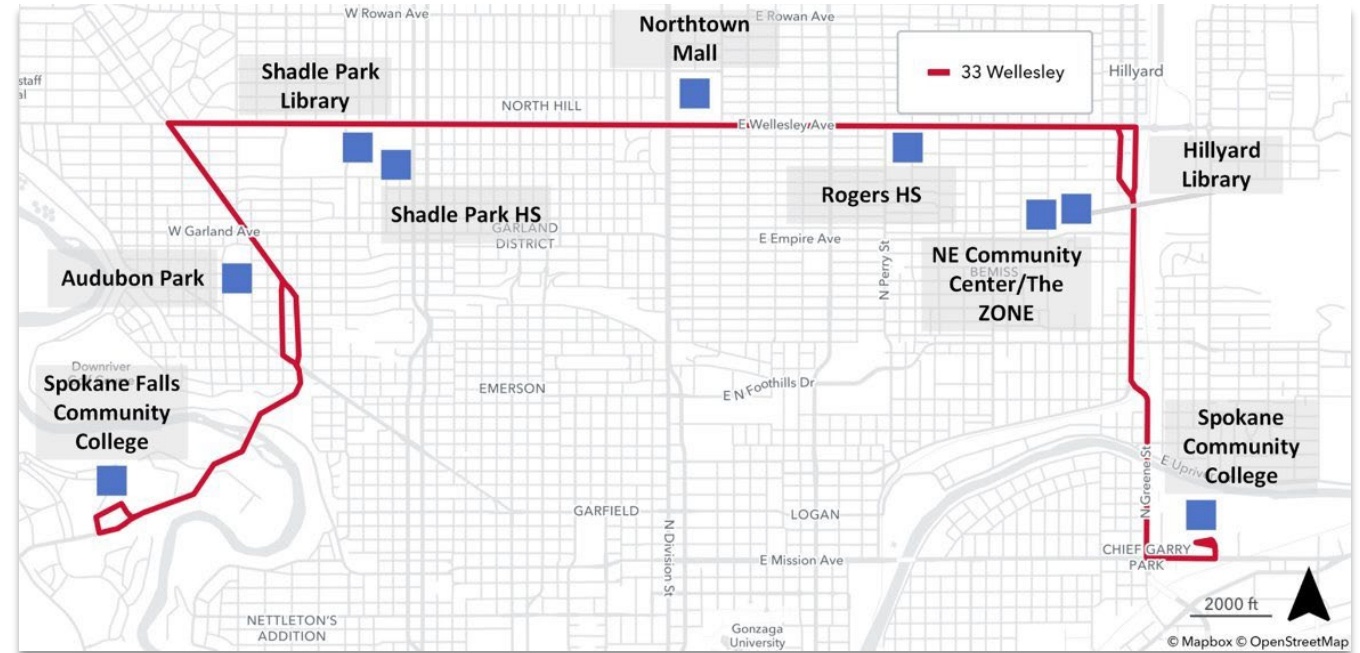 W Rowan Ave
Northtown
Mall
E Rowan Ave
33 Wellesley
Hillyard
staff
al
Shadle Park
Library
NORTH HILL
E Wellesley Ave
Hillyard
Library
Rogers HS
Shadle Park HS
GARLAND
DISTRICT
W Garland Ave
E Empire Ave
N Perry St
NE Community
Center/The
ZONE
BEMISS
Audubon Park
Downriver
Spokane Falls
Community
College
EMERSON
E N Foothills Dr
Spokane
Community
College
N Greene St
E Upriver
GARFIELD
LOGAN
N Division St
E Mission Ave
CHIEF GARRY
PARK
2000 ft
NETTLETON'S
ADDITION
Gonzaga
University
© Mapbox © OpenStreetMap